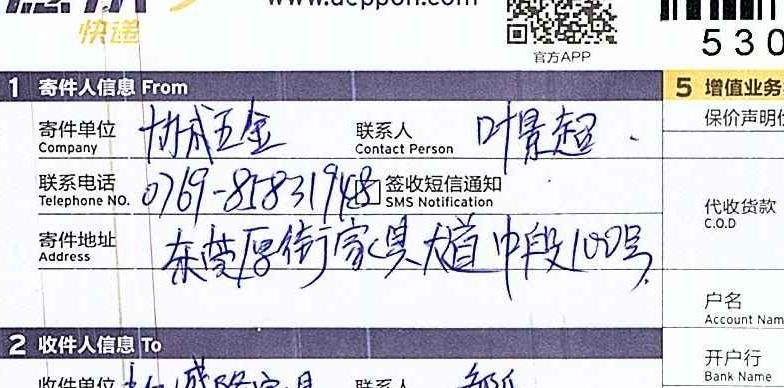 快递
www.deppon.com
官方APP
530
1 寄件人信息 From
5 增值业务
寄件单位 协成五金 联系人 叶景超
Company Contact Person
保价声明价
联系电话 0769-85831948 签收短信通知
Telephone NO. SMS Notification
代收货款
C.O.D
寄件地址 东莞厚街家具大道中段100号
Address
户名
Account Nam
2 收件人信息 To
开户行
Bank Name
收件单位 联系人